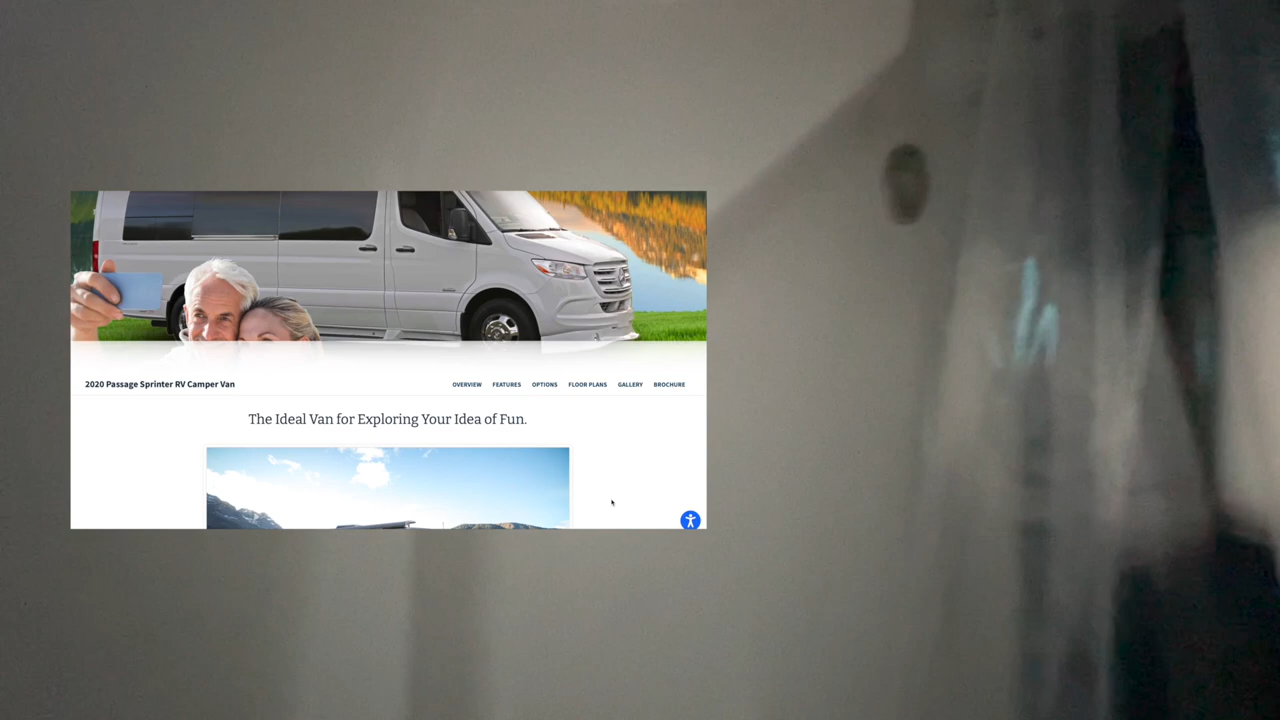 2020 Passage Sprinter RV Camper Van
OVERVIEW FEATURES OPTIONS FLOOR PLANS GALLERY BROCHURE
The Ideal Van for Exploring Your Idea of Fun.